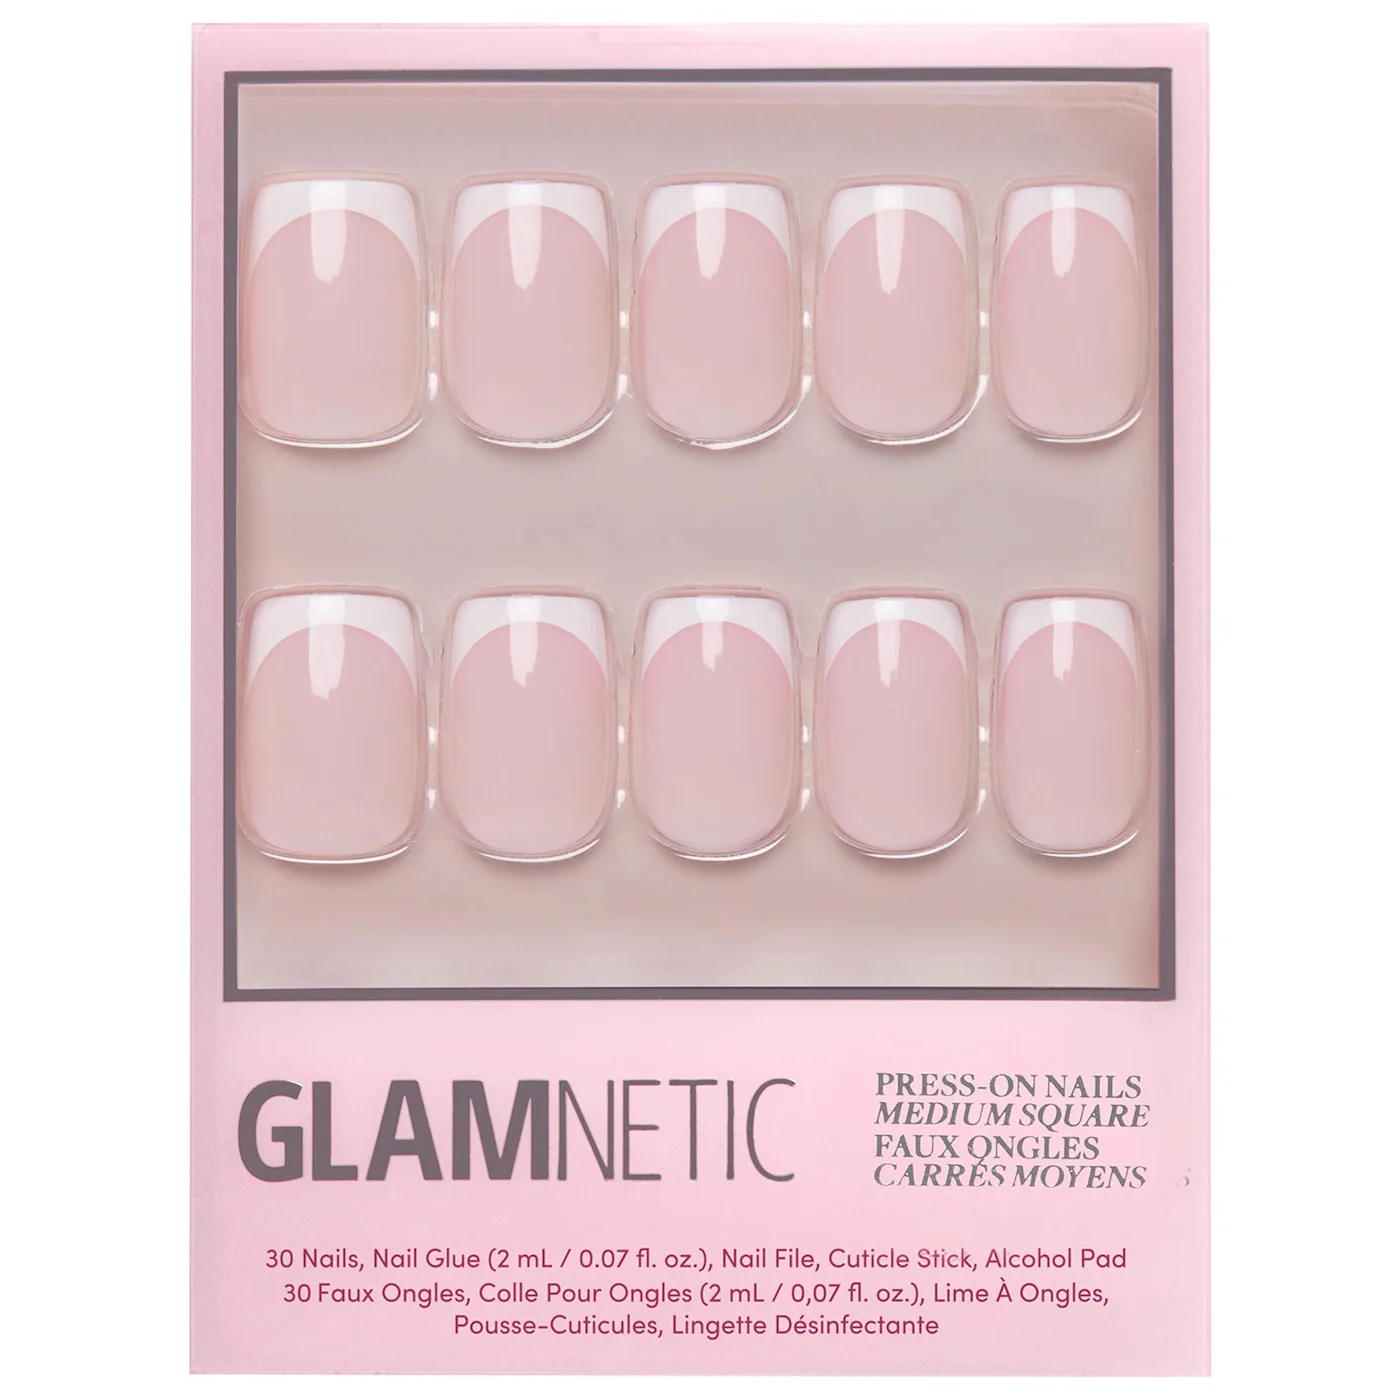 GLAMNETIC
PRESS-ON NAILS
MEDIUM SQUARE
FAUX ONGLES
CARRÉS MOYENS
30 Nails, Nail Glue (2 mL / 0.07 fl. oz.), Nail File, Cuticle Stick, Alcohol Pad
30 Faux Ongles, Colle Pour Ongles (2 mL / 0,07 fl. oz.), Lime À Ongles,
Pousse-Cuticules, Lingette Désinfectante